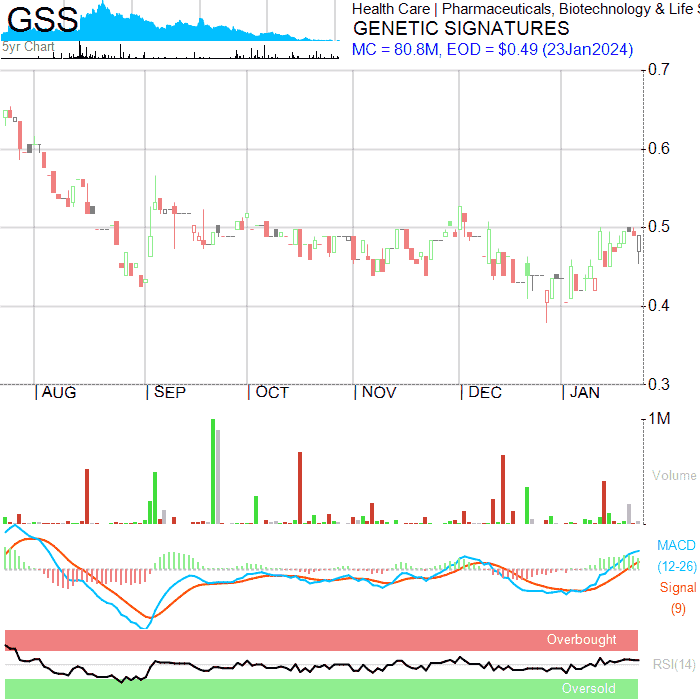 GSS
5yr Chart
Health Care | Pharmaceuticals, Biotechnology & Life S
GENETIC SIGNATURES
MC = 80.8M, EOD = $0.49 (23Jan2024)
0.7
0.6
0.5
0.4
0.3
|AUG |SEP |OCT |NOV |DEC |JAN
1M
Volume
MACD
(12-26)
Signal
(9)
Overbought
RSI(14)
Oversold